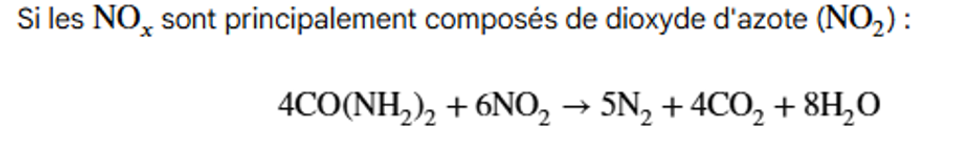 Si les NOₓ sont principalement composés de dioxyde d'azote (NO₂) :
4CO(NH₂)₂ + 6NO₂ → 5N₂ + 4CO₂ + 8H₂O